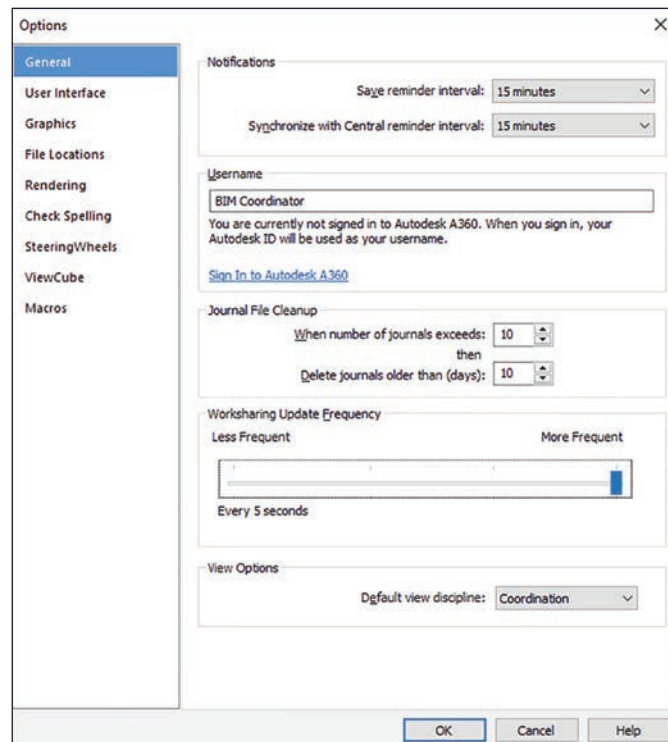 Options
General
User Interface
Graphics
File Locations
Rendering
Check Spelling
SteeringWheels
ViewCube
Macros
Notifications
Save reminder interval: 15 minutes
Synchronize with Central reminder interval: 15 minutes
Username
BIM Coordinator
You are currently not signed in to Autodesk A360. When you sign in, your
Autodesk ID will be used as your username.
Sign In to Autodesk A360
Journal File Cleanup
When number of journals exceeds: 10
then
Delete journals older than (days): 10
Worksharing Update Frequency
Less Frequent More Frequent
Every 5 seconds
View Options
Default view discipline: Coordination
OK Cancel Help